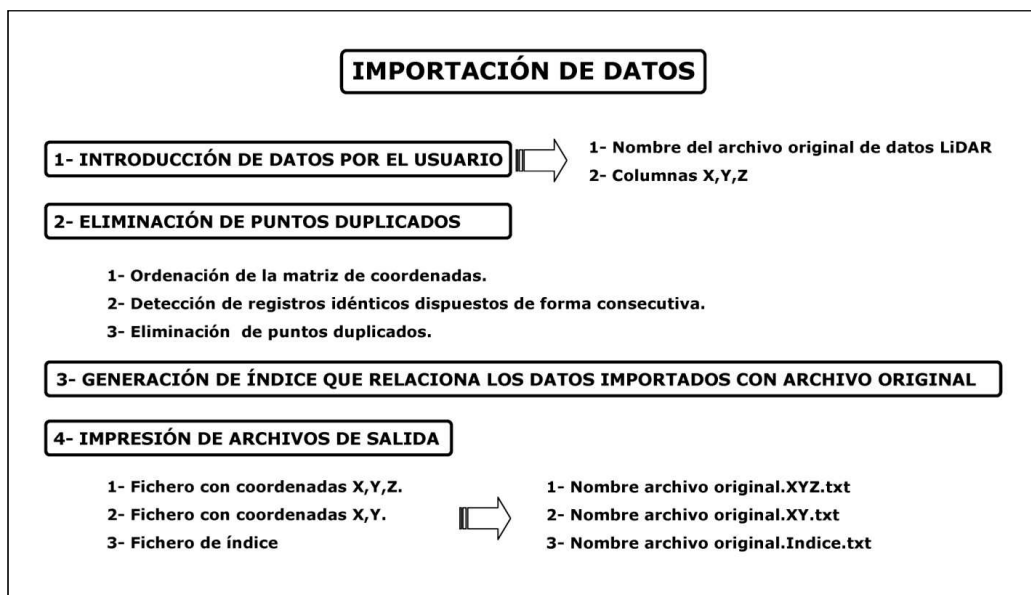 IMPORTACIÓN DE DATOS
1- INTRODUCCIÓN DE DATOS POR EL USUARIO
1- Nombre del archivo original de datos LiDAR
2- Columnas X,Y,Z
2- ELIMINACIÓN DE PUNTOS DUPLICADOS
1- Ordenación de la matriz de coordenadas.
2- Detección de registros idénticos dispuestos de forma consecutiva.
3- Eliminación  de puntos duplicados.
3- GENERACIÓN DE ÍNDICE QUE RELACIONA LOS DATOS IMPORTADOS CON ARCHIVO ORIGINAL
4- IMPRESIÓN DE ARCHIVOS DE SALIDA
1- Fichero con coordenadas X,Y,Z.
2- Fichero con coordenadas X,Y.
3- Fichero de índice
1- Nombre archivo original.XYZ.txt
2- Nombre archivo original.XY.txt
3- Nombre archivo original.Indice.txt